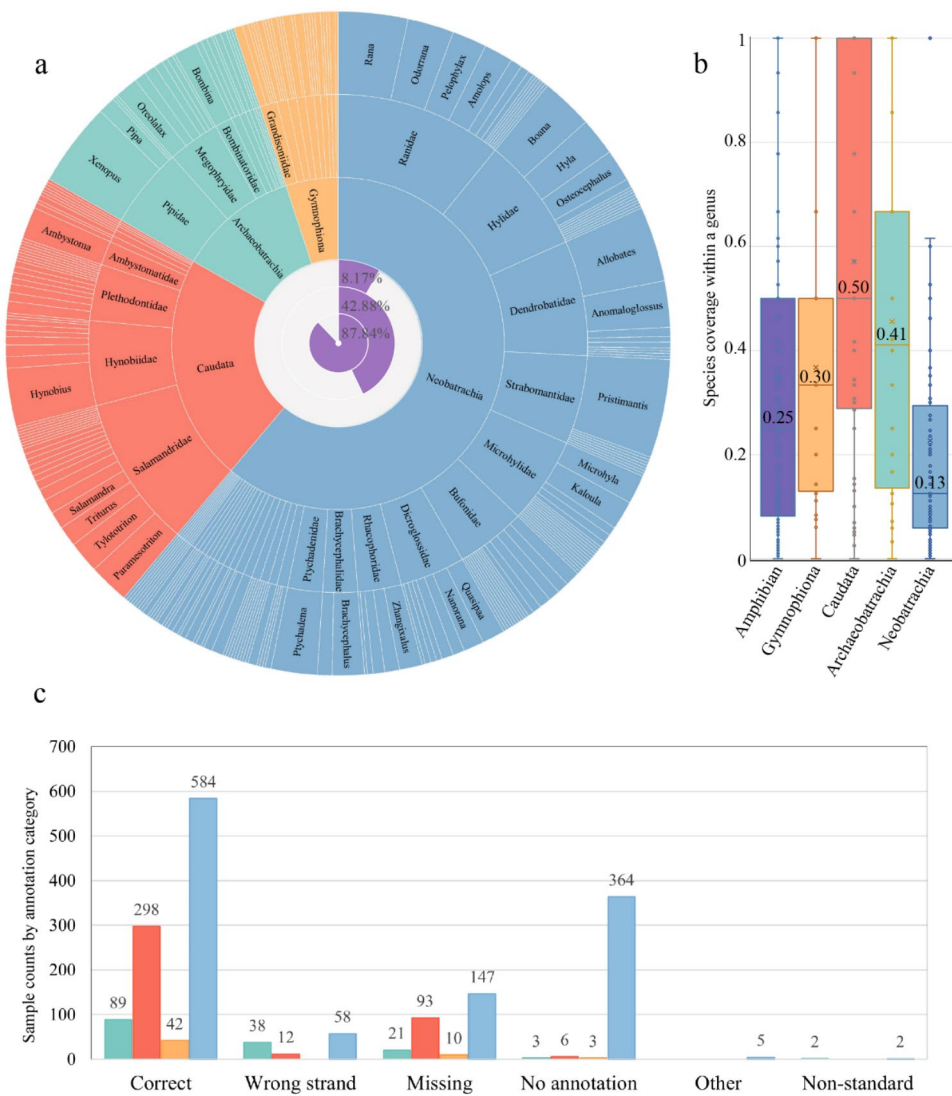 a
Rana
Odorrana
Pelophylax
Amolops
Boana
Hyla
Osteocephalus
Allobates
Anomaloglossus
Pristimantis
Microhyla
Kaloula
Quasipaa
Nanorana
Zhangixalus
Brachycephalus
Ptychadena
Paramesotriton
Tylototriton
Triturus
Salamandra
Hynobius
Ambystoma
Xenopus
Pipa
Oreolalax
Bombina
Ranidae
Hylidae
Dendrobatidae
Strabomantidae
Microhylidae
Bufonidae
Dicroglossidae
Rhacophoridae
Brachycephalidae
Ptychadenidae
Salamandridae
Hynobiidae
Plethodontidae
Ambystomatidae
Pipidae
Megophryidae
Bombinatoridae
Grandisoniidae
Neobatrachia
Caudata
Archaeobatrachia
Gymnophiona
8.17%
42.88%
87.84%
b
Species coverage within a genus
1
0.8
0.6
0.4
0.2
0
0.25
0.30
0.50
0.41
0.13
Amphibian
Gymnophiona
Caudata
Archaeobatrachia
Neobatrachia
c
Sample counts by annotation category
700
600
500
400
300
200
100
0
89
298
42
584
38
12
58
21
93
10
147
3
6
3
364
5
2
2
Correct
Wrong strand
Missing
No annotation
Other
Non-standard